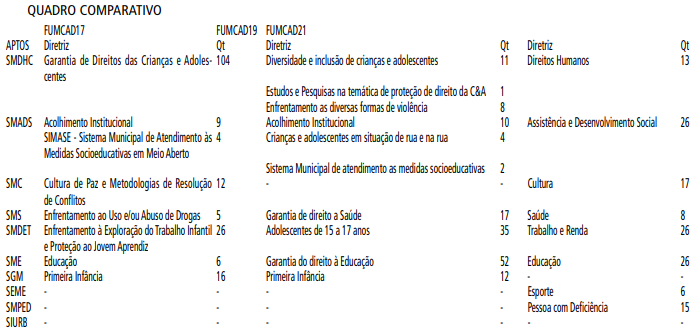 QUADRO COMPARATIVO
FUMCAD17 FUMCAD19 FUMCAD21
APTOS Diretriz Qt Diretriz Qt Diretriz Qt
SMDHC Garantia de Direitos das Crianças e Adoles- 104 Diversidade e inclusão de crianças e adolescentes 11 Direitos Humanos 13
centes
Estudos e Pesquisas na temática de proteção de direito da C&A 1
Enfrentamento as diversas formas de violência 8
SMADS Acolhimento Institucional 9 Acolhimento Institucional 10 Assistência e Desenvolvimento Social 26
SIMASE - Sistema Municipal de Atendimento às 4 Crianças e adolescentes em situação de rua e na rua 4
Medidas Socioeducativas em Meio Aberto
Sistema Municipal de atendimento as medidas socioeducativas 2
SMC Cultura de Paz e Metodologias de Resolução 12 - - Cultura 17
de Conflitos
SMS Enfrentamento ao Uso e/ou Abuso de Drogas 5 Garantia de direito a Saúde 17 Saúde 8
SMDET Enfrentamento à Exploração do Trabalho Infantil 26 Adolescentes de 15 a 17 anos 35 Trabalho e Renda 26
e Proteção ao Jovem Aprendiz
SME Educação 6 Garantia do direito à Educação 52 Educação 26
SGM Primeira Infância 16 Primeira Infância 12 - -
SEME - - - - Esporte 6
SMPED - - - - Pessoa com Deficiência 15
SIURB - - - - - -